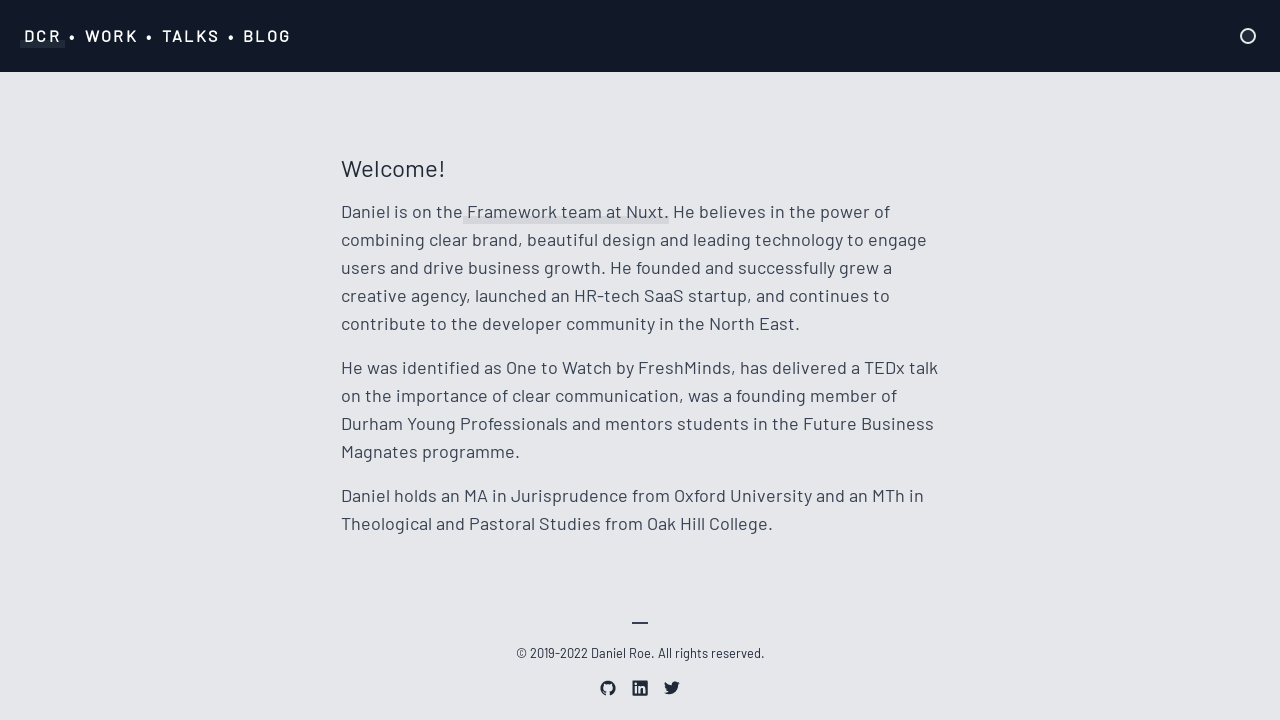 DCR • WORK • TALKS • BLOG
Welcome!
Daniel is on the Framework team at Nuxt. He believes in the power of
combining clear brand, beautiful design and leading technology to engage
users and drive business growth. He founded and successfully grew a
creative agency, launched an HR-tech SaaS startup, and continues to
contribute to the developer community in the North East.
He was identified as One to Watch by FreshMinds, has delivered a TEDx talk
on the importance of clear communication, was a founding member of
Durham Young Professionals and mentors students in the Future Business
Magnates programme.
Daniel holds an MA in Jurisprudence from Oxford University and an MTh in
Theological and Pastoral Studies from Oak Hill College.
© 2019-2022 Daniel Roe. All rights reserved.